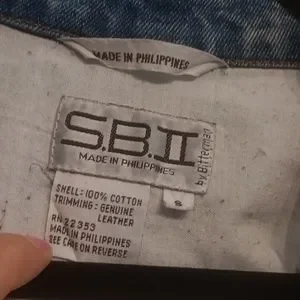 MADE IN PHILIPPINES
S.B.II
by Bitterman
MADE IN PHILIPPINES
SHELL: 100% COTTON
TRIMMING: GENUINE
LEATHER
RN 22353
MADE IN PHILIPPINES
SEE CARE ON REVERSE
S